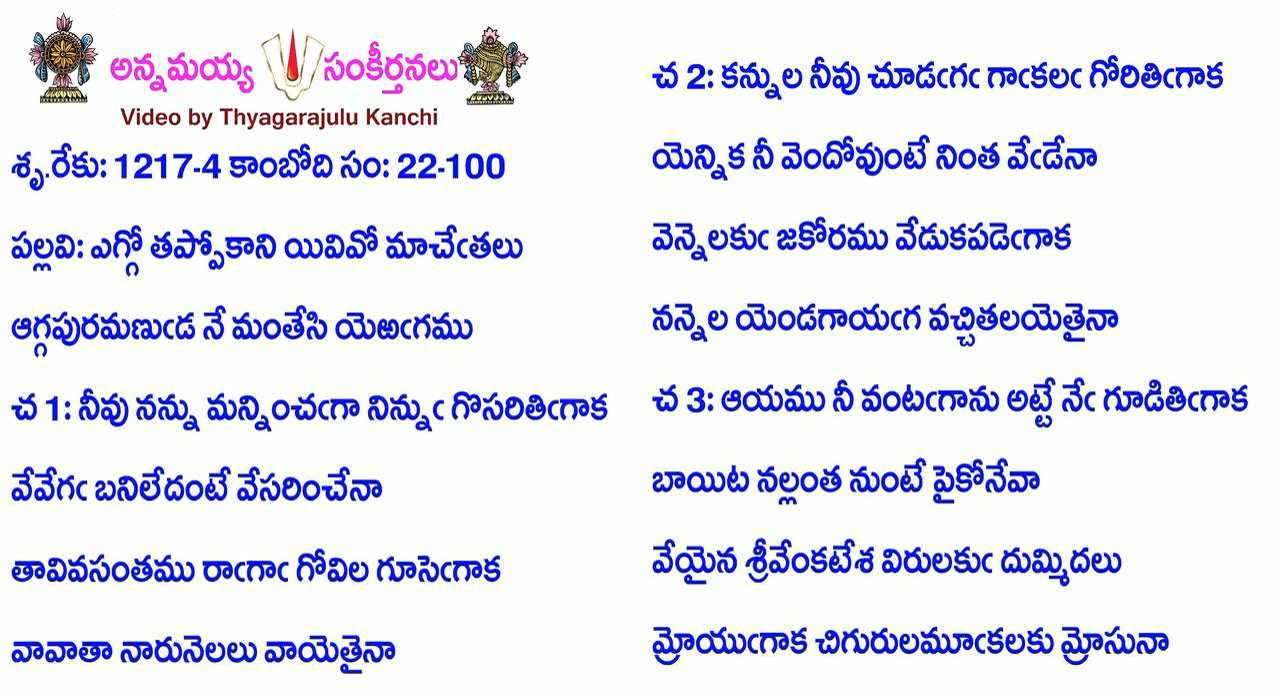 అన్నమయ్య సంకీర్తనలు
Video by Thyagarajulu Kanchi
శృ.రేకు: 1217-4 కాంబోది సం: 22-100
పల్లవి: ఎగ్గో తప్పోకాని యివివో మాచేఁతలు
ఆగ్గపురమణుఁడ నే మంతేసి యెఱఁగము
చ 1: నీవు నన్ను మన్నించఁగా నిన్నుఁ గొసరితిఁగాక
వేవేగఁ బనిలేదంటే వేసరించేనా
తావివసంతము రాఁగాఁ గోవిల గూసెఁగాక
వావాతా నారునెలలు వాయెతైనా
చ 2: కన్నుల నీవు చూడఁగఁ గాఁకలఁ గోరితిఁగాక
యెన్నిక నీ వెందోవుంటే నింత వేఁడేనా
వెన్నెలకుఁ జకోరము వేడుకపడెఁగాక
నన్నెల యెండగాయఁగ వచ్చితలయెతైనా
చ 3: ఆయము నీ వంటఁగాను అట్టే నేఁ గూడితిఁగాక
బాయిట నల్లంత నుంటే పైకోనేవా
వేయైన శ్రీవేంకటేశ విరులకుఁ దుమ్మిదలు
మ్రోయుఁగాక చిగురులమూఁకలకు మ్రోసునా